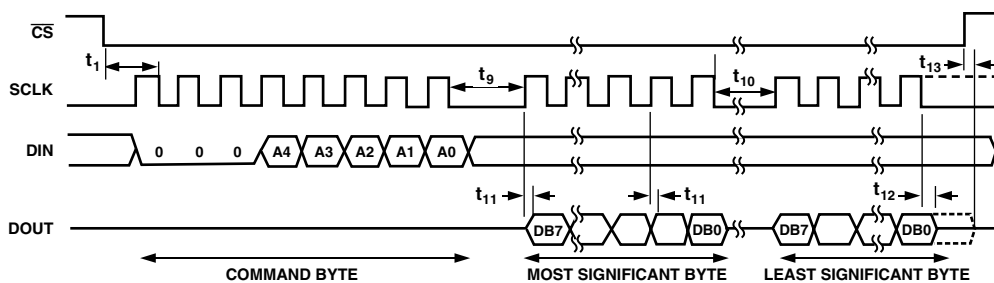 CS
t1
t9
t10
t13
SCLK
DIN
0 0 0 A4 A3 A2 A1 A0
t11
t11
t12
DOUT
DB7 DB0 DB7 DB0
COMMAND BYTE MOST SIGNIFICANT BYTE LEAST SIGNIFICANT BYTE